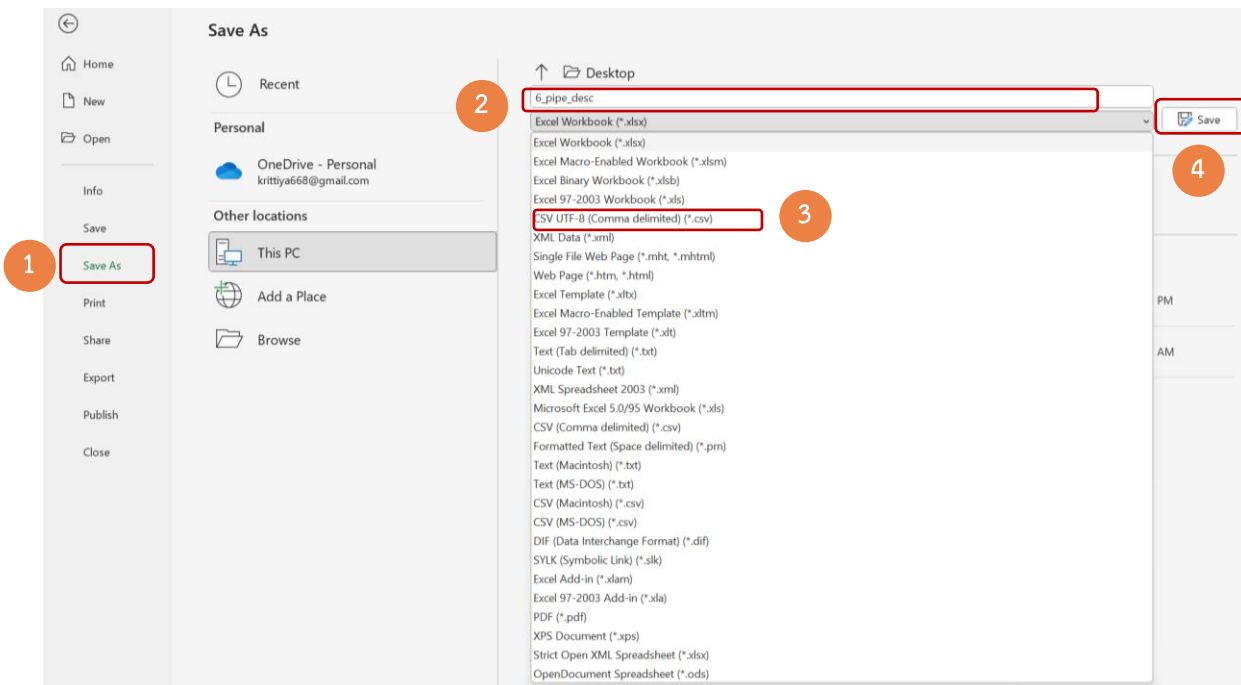 Save As
Home
New
Open
Info
Save
1
Save As
Print
Share
Export
Publish
Close
Recent
Personal
OneDrive - Personal
krittiya668@gmail.com
Other locations
This PC
Add a Place
Browse
Desktop
2
6_pipe_desc
Excel Workbook (*.xlsx)
Save
4
Excel Workbook (*.xlsx)
Excel Macro-Enabled Workbook (*.xlsm)
Excel Binary Workbook (*.xlsb)
Excel 97-2003 Workbook (*.xls)
CSV UTF-8 (Comma delimited) (*.csv)
3
XML Data (*.xml)
Single File Web Page (*.mht, *.mhtml)
Web Page (*.htm, *.html)
Excel Template (*.xltx)
Excel Macro-Enabled Template (*.xltm)
Excel 97-2003 Template (*.xlt)
Text (Tab delimited) (*.txt)
Unicode Text (*.txt)
XML Spreadsheet 2003 (*.xml)
Microsoft Excel 5.0/95 Workbook (*.xls)
CSV (Comma delimited) (*.csv)
Formatted Text (Space delimited) (*.prn)
Text (Macintosh) (*.txt)
Text (MS-DOS) (*.txt)
CSV (Macintosh) (*.csv)
CSV (MS-DOS) (*.csv)
DIF (Data Interchange Format) (*.dif)
SYLK (Symbolic Link) (*.slk)
Excel Add-in (*.xlam)
Excel 97-2003 Add-in (*.xla)
PDF (*.pdf)
XPS Document (*.xps)
Strict Open XML Spreadsheet (*.xlsx)
OpenDocument Spreadsheet (*.ods)
PM
AM